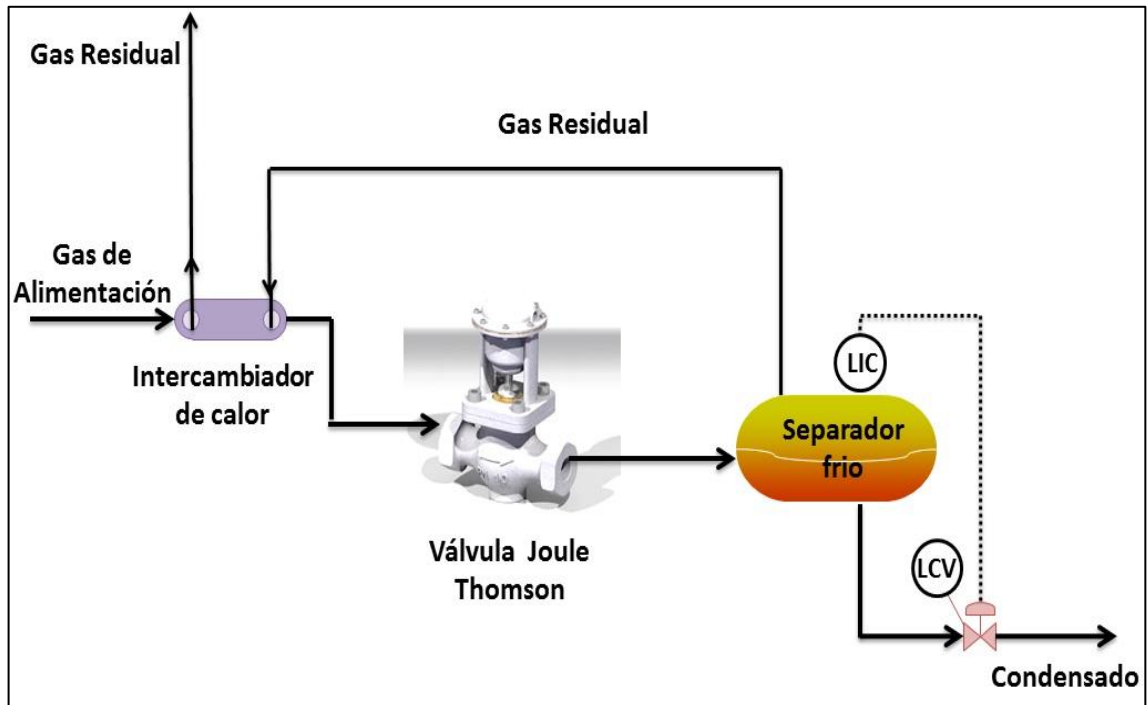 Gas Residual
Gas Residual
Gas de
Alimentación
Intercambiador
de calor
LIC
Separador
frio
Válvula Joule
Thomson
LCV
Condensado